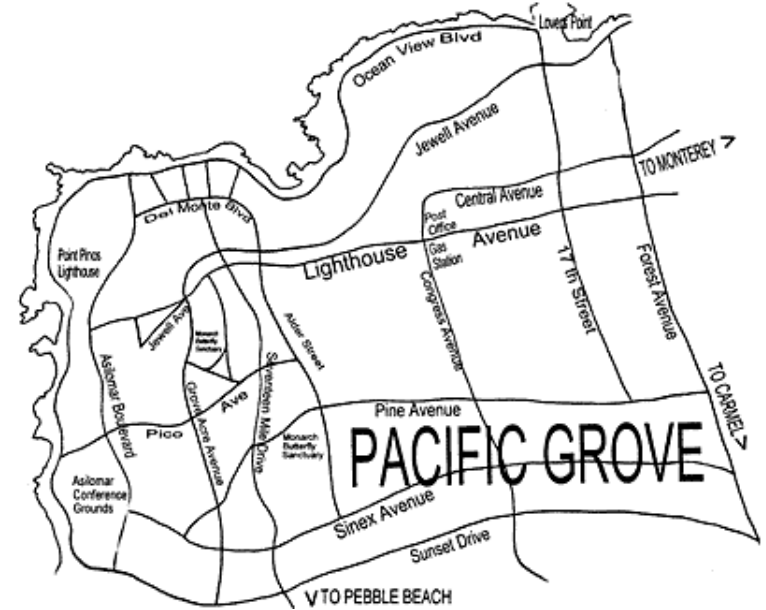 Lovers Point
Ocean View Blvd
Jewell Avenue
TO MONTEREY >
Central Avenue
Del Monte Blvd
Post
Office
Avenue
Point Pinos
Lighthouse
Lighthouse
Gas
Station
17 th Street
Forest Avenue
Congress Avenue
Jewell Ave
Alder Street
Monarch
Butterfly
Sanctuary
Asilomar Boulevard
Seventeen Mile Drive
TO CARMEL >
Grove Acre Avenue
Ave
Pico
Pine Avenue
Monarch
Butterfly
Sanctuary
PACIFIC GROVE
Asilomar
Conference
Grounds
Sinex Avenue
Sunset Drive
V TO PEBBLE BEACH